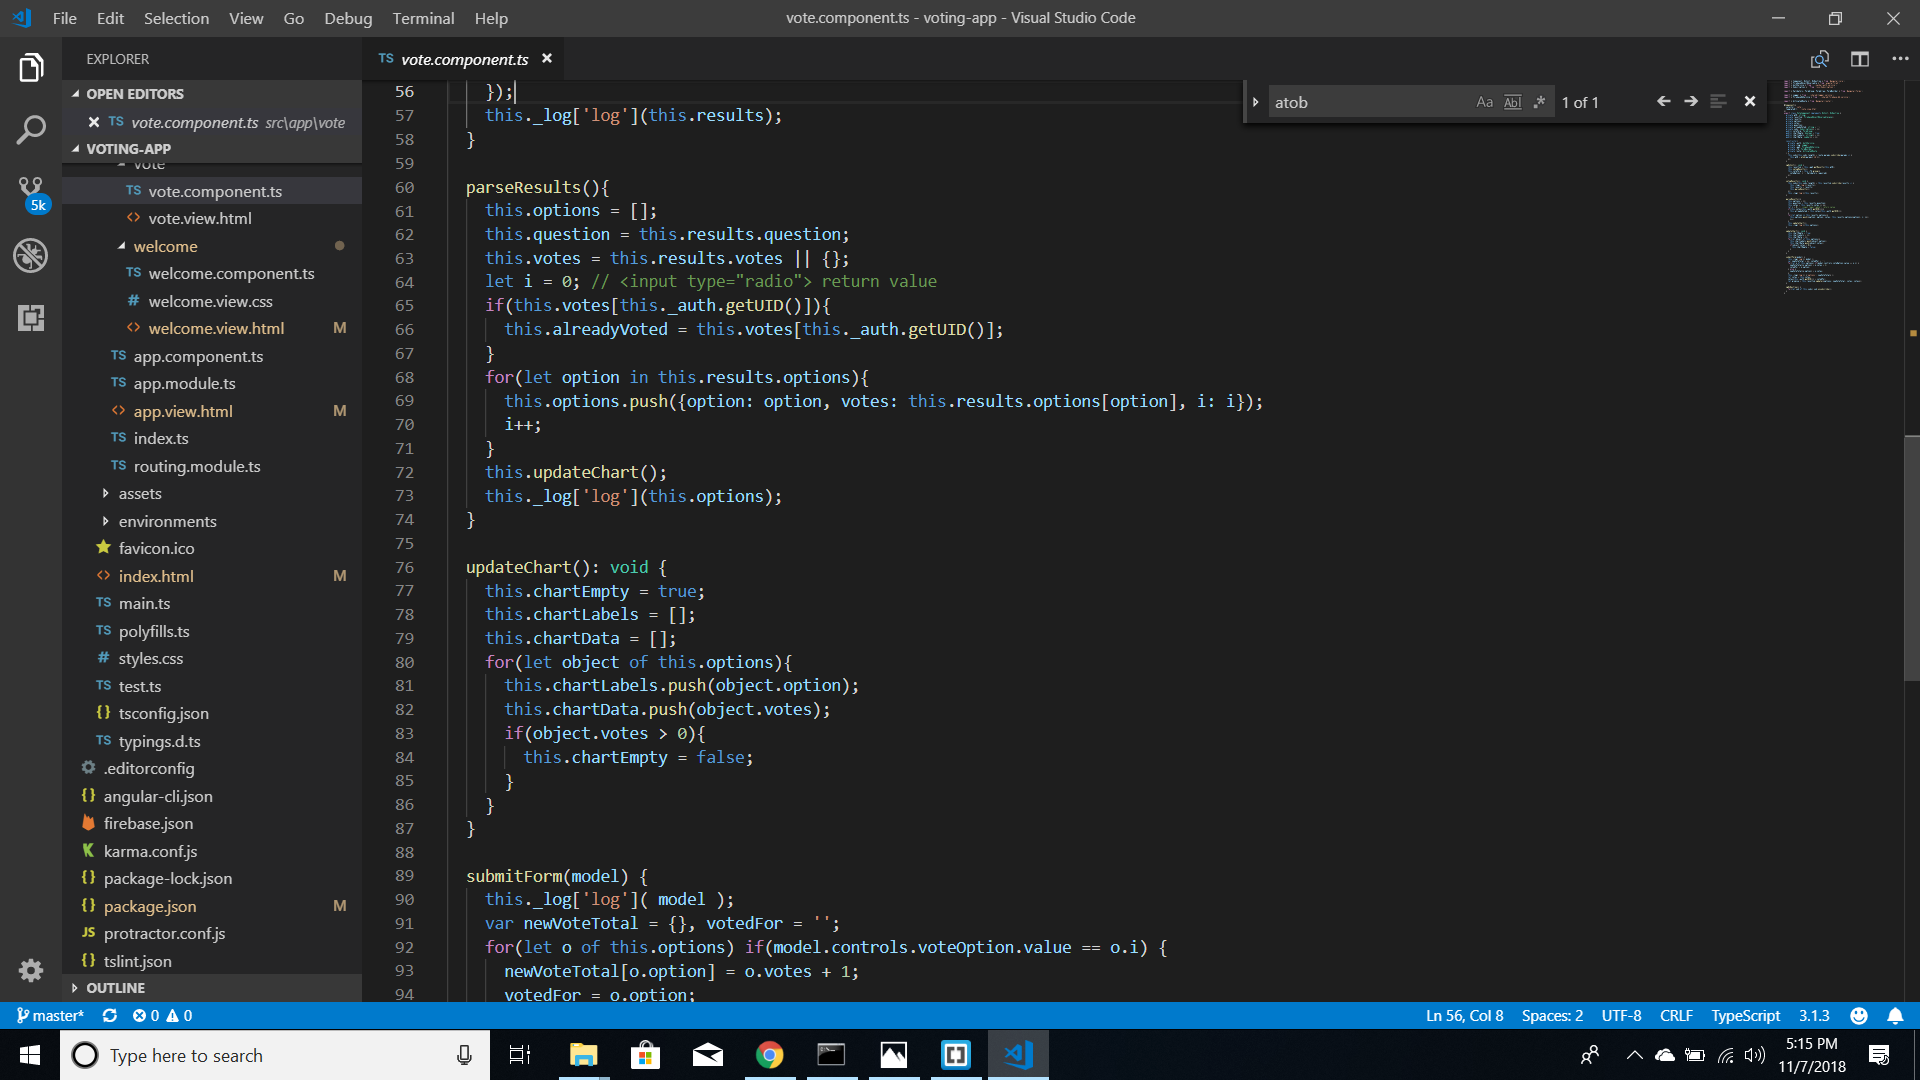 File Edit Selection View Go Debug Terminal Help
vote.component.ts - voting-app - Visual Studio Code
EXPLORER
OPEN EDITORS
TS vote.component.ts src\app\vote
VOTING-APP
vote
TS vote.component.ts
<> vote.view.html
welcome
TS welcome.component.ts
# welcome.view.css
<> welcome.view.html M
TS app.component.ts
TS app.module.ts
<> app.view.html M
TS index.ts
TS routing.module.ts
assets
environments
favicon.ico
<> index.html M
TS main.ts
TS polyfills.ts
# styles.css
TS test.ts
{} tsconfig.json
TS typings.d.ts
.editorconfig
{} angular-cli.json
firebase.json
karma.conf.js
{} package-lock.json
{} package.json M
JS protractor.conf.js
{} tslint.json
OUTLINE
5k
TS vote.component.ts
atob Aa Abl .* 1 of 1
56 });
57 this._log['log'](this.results);
58 }
59
60 parseResults(){
61 this.options = [];
62 this.question = this.results.question;
63 this.votes = this.results.votes || {};
64 let i = 0; // <input type="radio"> return value
65 if(this.votes[this._auth.getUID()]){
66 this.alreadyVoted = this.votes[this._auth.getUID()];
67 }
68 for(let option in this.results.options){
69 this.options.push({option: option, votes: this.results.options[option], i: i});
70 i++;
71 }
72 this.updateChart();
73 this._log['log'](this.options);
74 }
75
76 updateChart(): void {
77 this.chartEmpty = true;
78 this.chartLabels = [];
79 this.chartData = [];
80 for(let object of this.options){
81 this.chartLabels.push(object.option);
82 this.chartData.push(object.votes);
83 if(object.votes > 0){
84 this.chartEmpty = false;
85 }
86 }
87 }
88
89 submitForm(model) {
90 this._log['log']( model );
91 var newVoteTotal = {}, votedFor = '';
92 for(let o of this.options) if(model.controls.voteOption.value == o.i) {
93 newVoteTotal[o.option] = o.votes + 1;
94 votedFor = o.option;
master* 0 0
Ln 56, Col 8 Spaces: 2 UTF-8 CRLF TypeScript 3.1.3
Type here to search
5:15 PM
11/7/2018